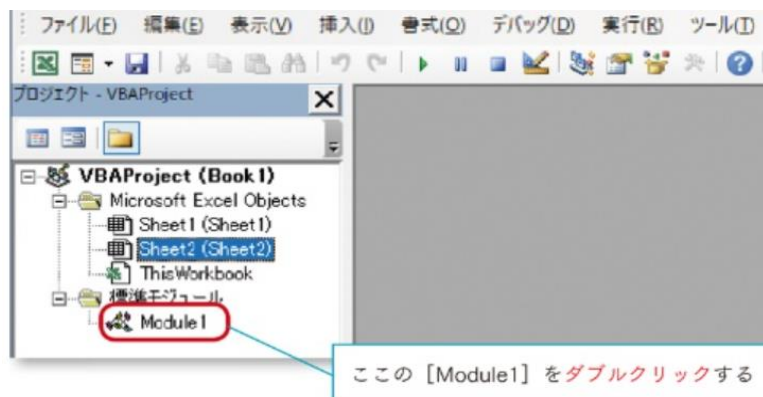 ファイル(F) 編集(E) 表示(V) 挿入(I) 書式(O) デバッグ(D) 実行(R) ツール(T)
プロジェクト - VBAProject
VBAProject (Book1)
Microsoft Excel Objects
Sheet1 (Sheet1)
Sheet2 (Sheet2)
ThisWorkbook
標準モジュール
Module1
ここの［Module1］をダブルクリックする